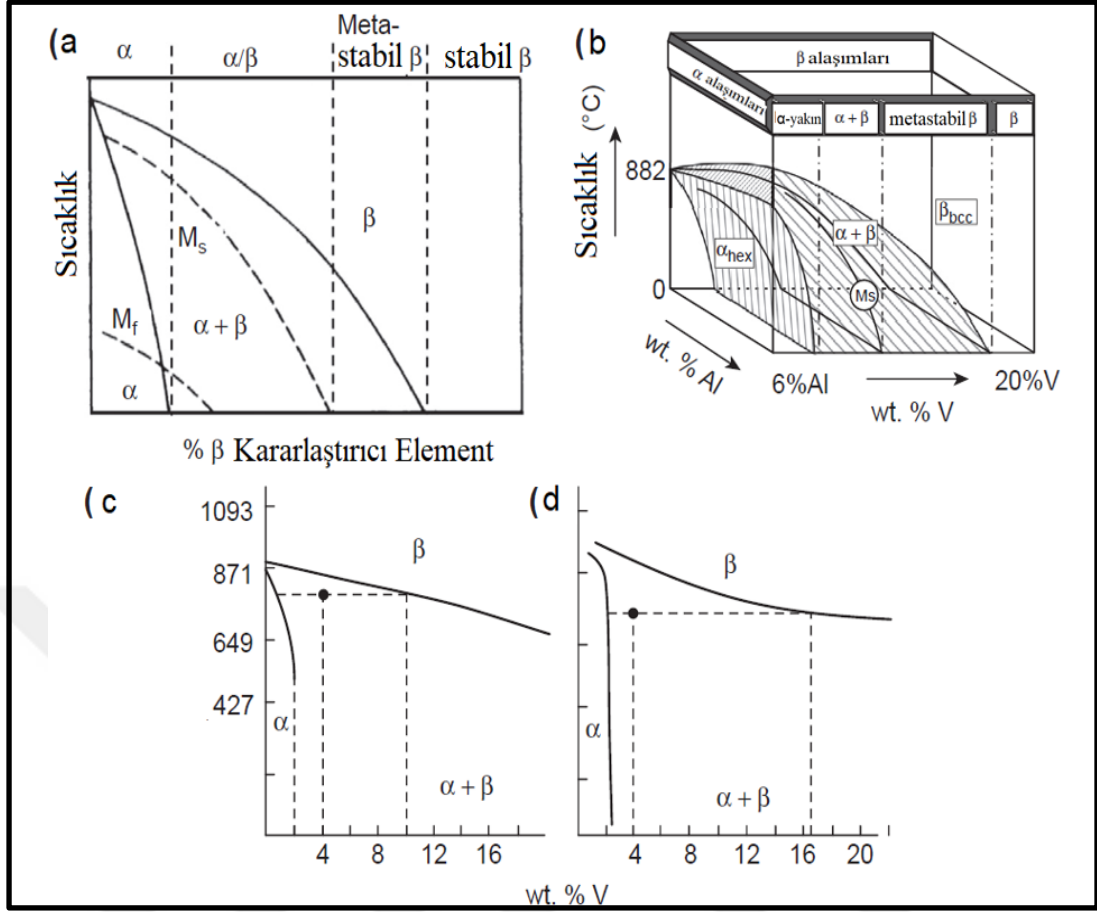 (a
α
α/β
Meta-
stabil β
stabil β
Sıcaklık
β
Ms
Mf
α + β
α
% β Kararlaştırıcı Element
(b)
β alaşımları
α alaşımları
α-yakın
α + β
metastabil β
β
Sıcaklık (°C)
882
0
αhex
α + β
Ms
βbcc
wt. % Al
6%Al
20%V
wt. % V
(c
1093
871
649
427
β
α
α + β
4 8 12 16
(d
β
α
α + β
4 8 12 16 20
wt. % V